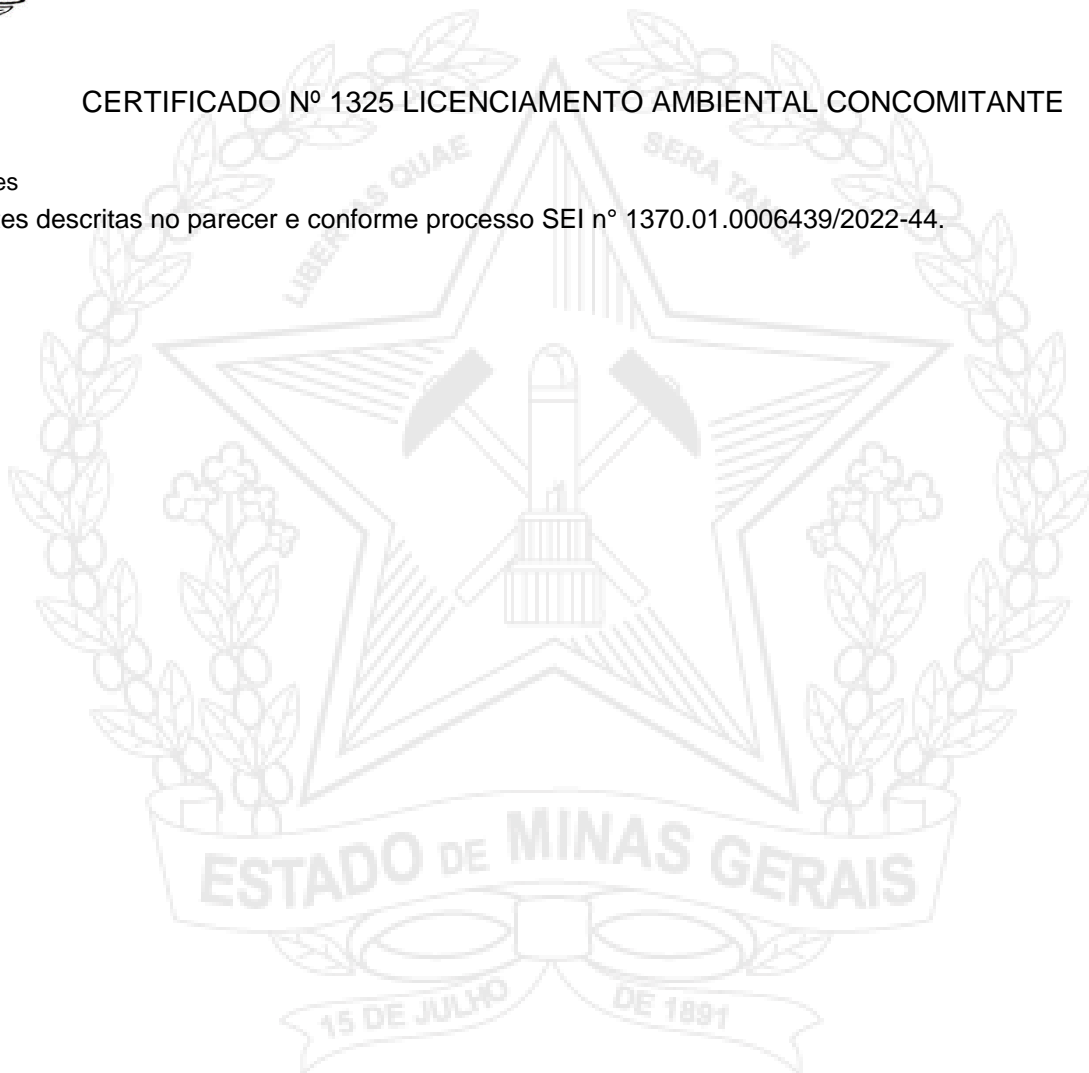 CERTIFICADO Nº 1325 LICENCIAMENTO AMBIENTAL CONCOMITANTE
es
es descritas no parecer e conforme processo SEI n° 1370.01.0006439/2022-44.
LIBERTAS QUAE SERA TAMEN
ESTADO DE MINAS GERAIS
15 DE JULHO DE 1891